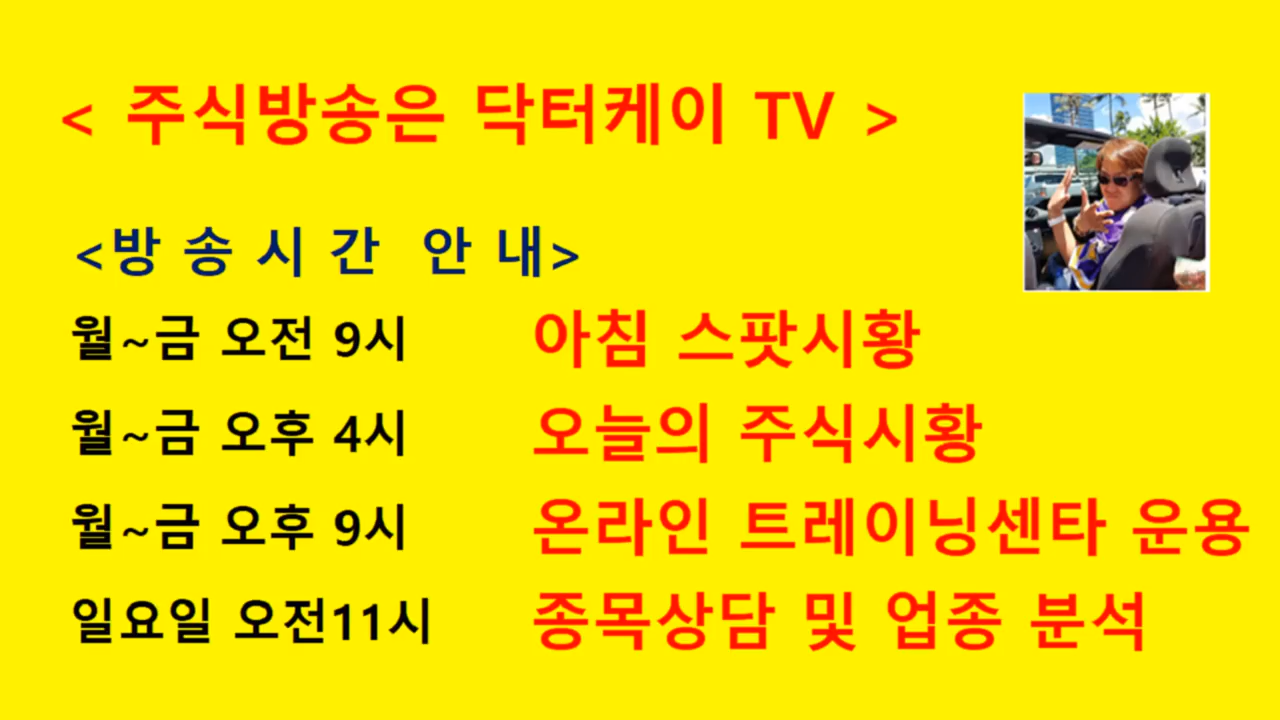 < 주식방송은 닥터케이 TV >
<방 송 시 간 안 내>
월~금 오전 9시 아침 스팟시황
월~금 오후 4시 오늘의 주식시황
월~금 오후 9시 온라인 트레이닝센타 운용
일요일 오전11시 종목상담 및 업종 분석